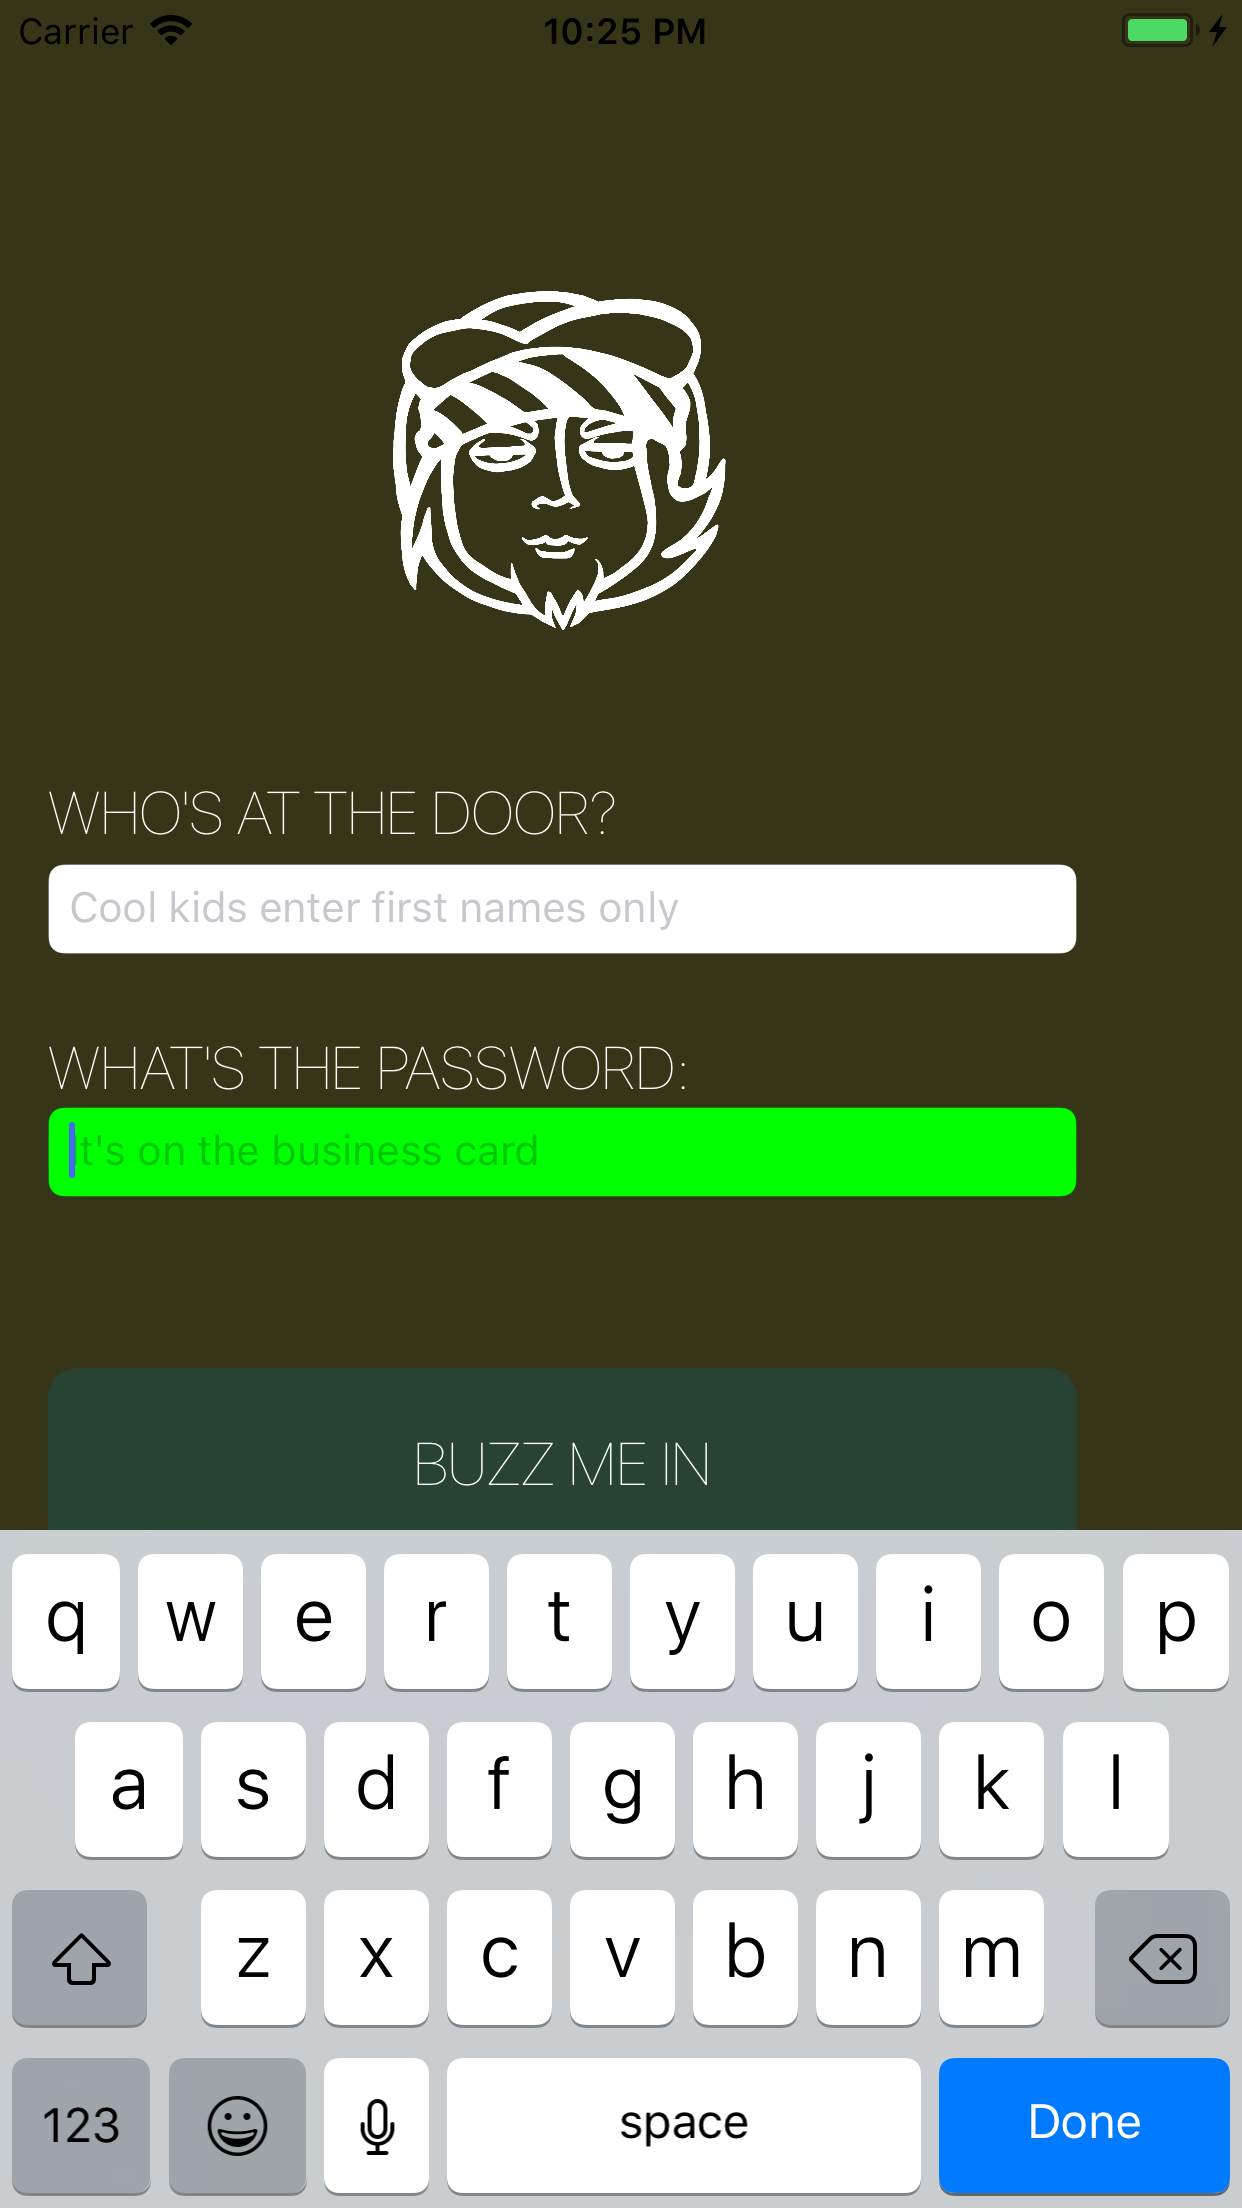 Carrier 10:25 PM
WHO'S AT THE DOOR?
Cool kids enter first names only
WHAT'S THE PASSWORD:
It's on the business card
BUZZ ME IN
q w e r t y u i o p
a s d f g h j k l
z x c v b n m
123 space Done